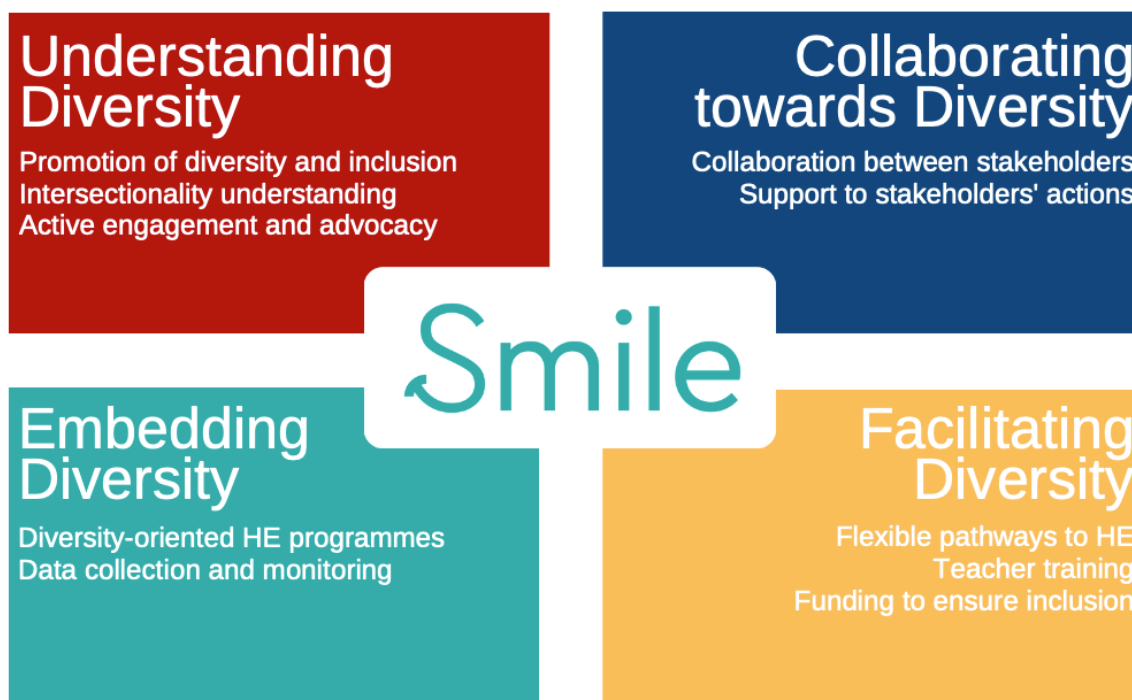 Understanding
Diversity
Promotion of diversity and inclusion
Intersectionality understanding
Active engagement and advocacy
Collaborating
towards Diversity
Collaboration between stakeholders
Support to stakeholders' actions
Smile
Embedding
Diversity
Diversity-oriented HE programmes
Data collection and monitoring
Facilitating
Diversity
Flexible pathways to HE
Teacher training
Funding to ensure inclusion